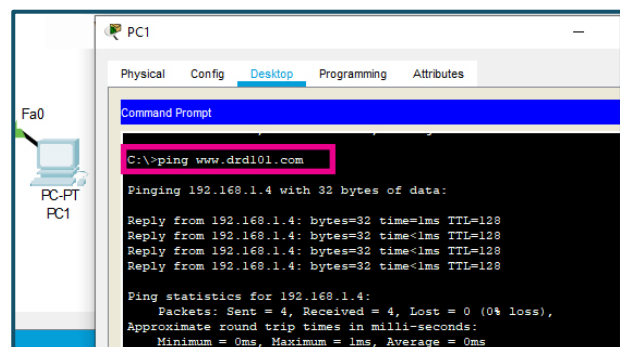 PC1
Physical Config Desktop Programming Attributes
Fa0
Command Prompt
C:\>ping www.drd101.com
Pinging 192.168.1.4 with 32 bytes of data:
PC-PT
PC1
Reply from 192.168.1.4: bytes=32 time=1ms TTL=128
Reply from 192.168.1.4: bytes=32 time<1ms TTL=128
Reply from 192.168.1.4: bytes=32 time<1ms TTL=128
Reply from 192.168.1.4: bytes=32 time<1ms TTL=128
Ping statistics for 192.168.1.4:
Packets: Sent = 4, Received = 4, Lost = 0 (0% loss),
Approximate round trip times in milli-seconds:
Minimum = 0ms, Maximum = 1ms, Average = 0ms